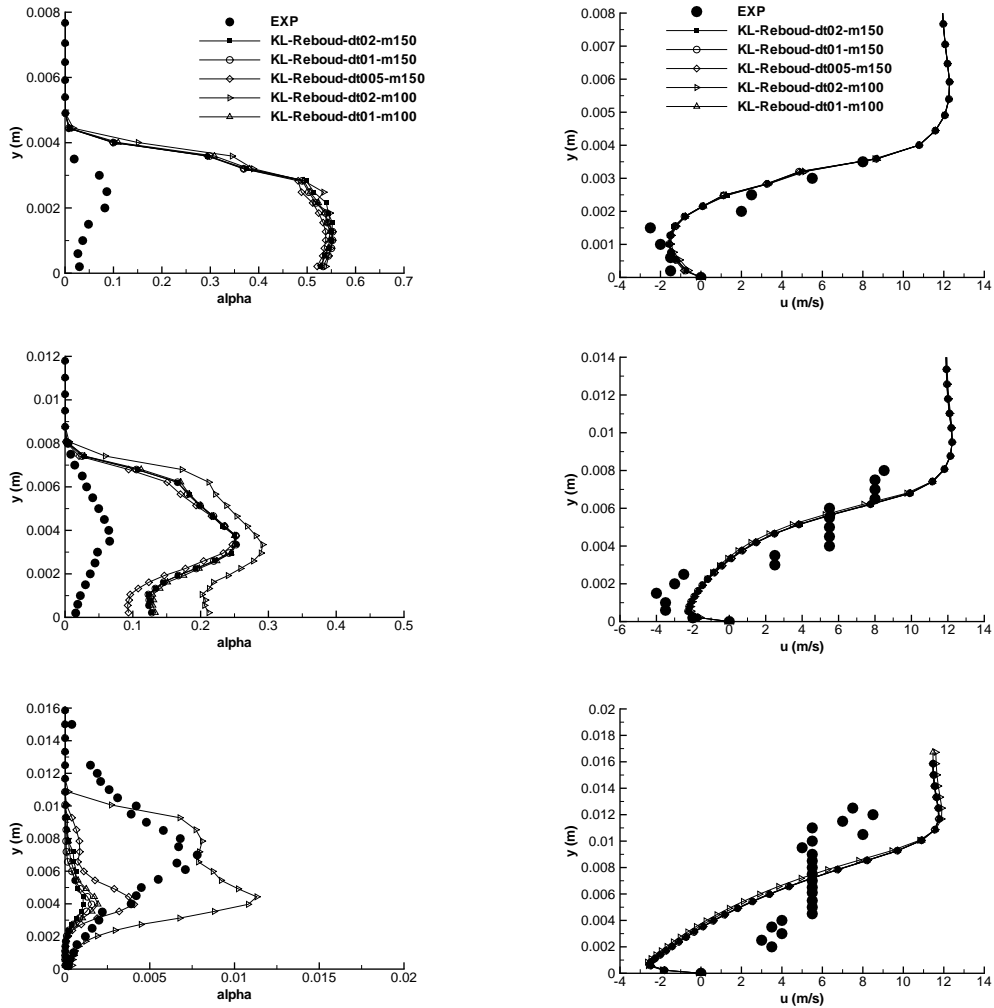 EXP
KL-Reboud-dt02-m150
KL-Reboud-dt01-m150
KL-Reboud-dt005-m150
KL-Reboud-dt02-m100
KL-Reboud-dt01-m100
y (m)
0.008
0.006
0.004
0.002
0
0 0.1 0.2 0.3 0.4 0.5 0.6 0.7
alpha
EXP
KL-Reboud-dt02-m150
KL-Reboud-dt01-m150
KL-Reboud-dt005-m150
KL-Reboud-dt02-m100
KL-Reboud-dt01-m100
y (m)
0.008
0.007
0.006
0.005
0.004
0.003
0.002
0.001
0
-4 -2 0 2 4 6 8 10 12 14
u (m/s)
y (m)
0.012
0.01
0.008
0.006
0.004
0.002
0
0 0.1 0.2 0.3 0.4 0.5
alpha
y (m)
0.014
0.012
0.01
0.008
0.006
0.004
0.002
0
-6 -4 -2 0 2 4 6 8 10 12 14
u (m/s)
y (m)
0.016
0.014
0.012
0.01
0.008
0.006
0.004
0.002
0
0 0.005 0.01 0.015 0.02
alpha
y (m)
0.02
0.018
0.016
0.014
0.012
0.01
0.008
0.006
0.004
0.002
0
-4 -2 0 2 4 6 8 10 12 14
u (m/s)